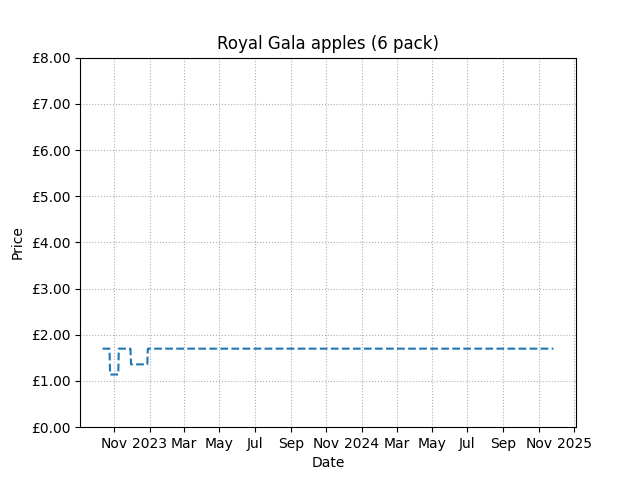 Royal Gala apples (6 pack)
£8.00
£7.00
£6.00
£5.00
£4.00
£3.00
£2.00
£1.00
£0.00
Price
Nov 2023 Mar May Jul Sep Nov 2024 Mar May Jul Sep Nov 2025
Date